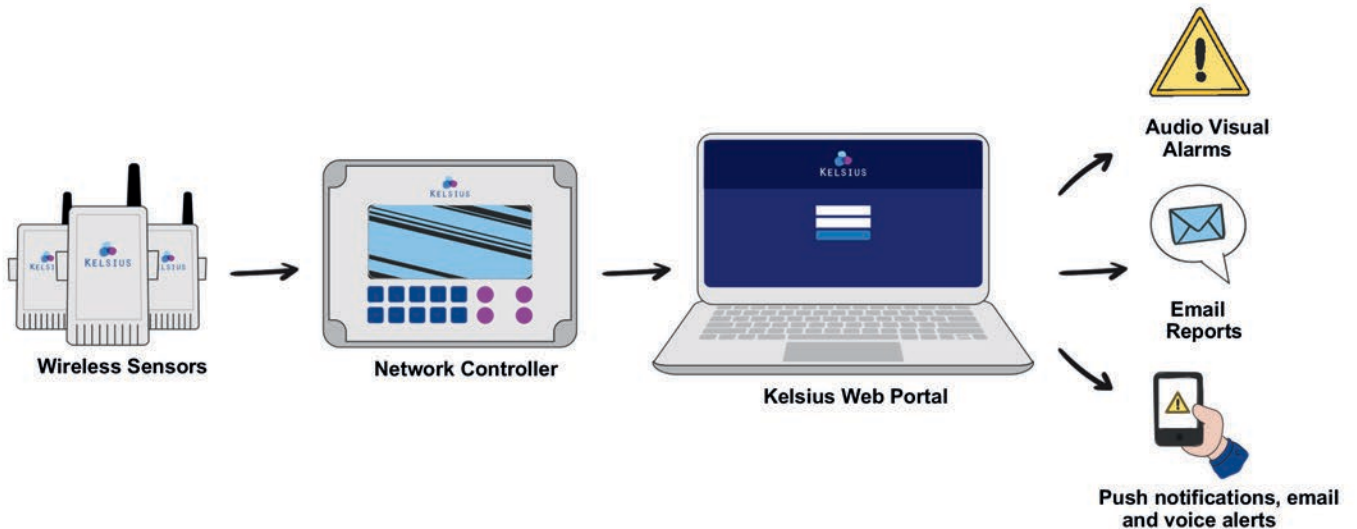 KELSIUS
KELSIUS
Wireless Sensors
KELSIUS
Network Controller
KELSIUS
Kelsius Web Portal
Audio Visual
Alarms
Email
Reports
Push notifications, email
and voice alerts